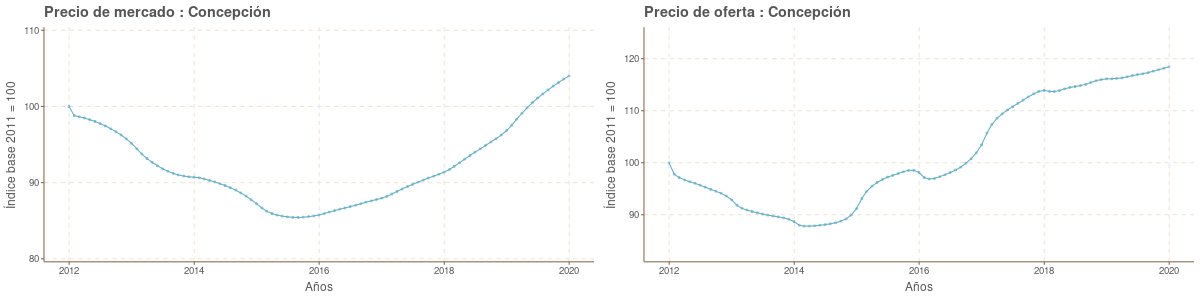 Precio de mercado : Concepción
Índice base 2011 = 100
110
100
90
80
2012 2014 2016 2018 2020
Años
Precio de oferta : Concepción
Índice base 2011 = 100
120
110
100
90
2012 2014 2016 2018 2020
Años